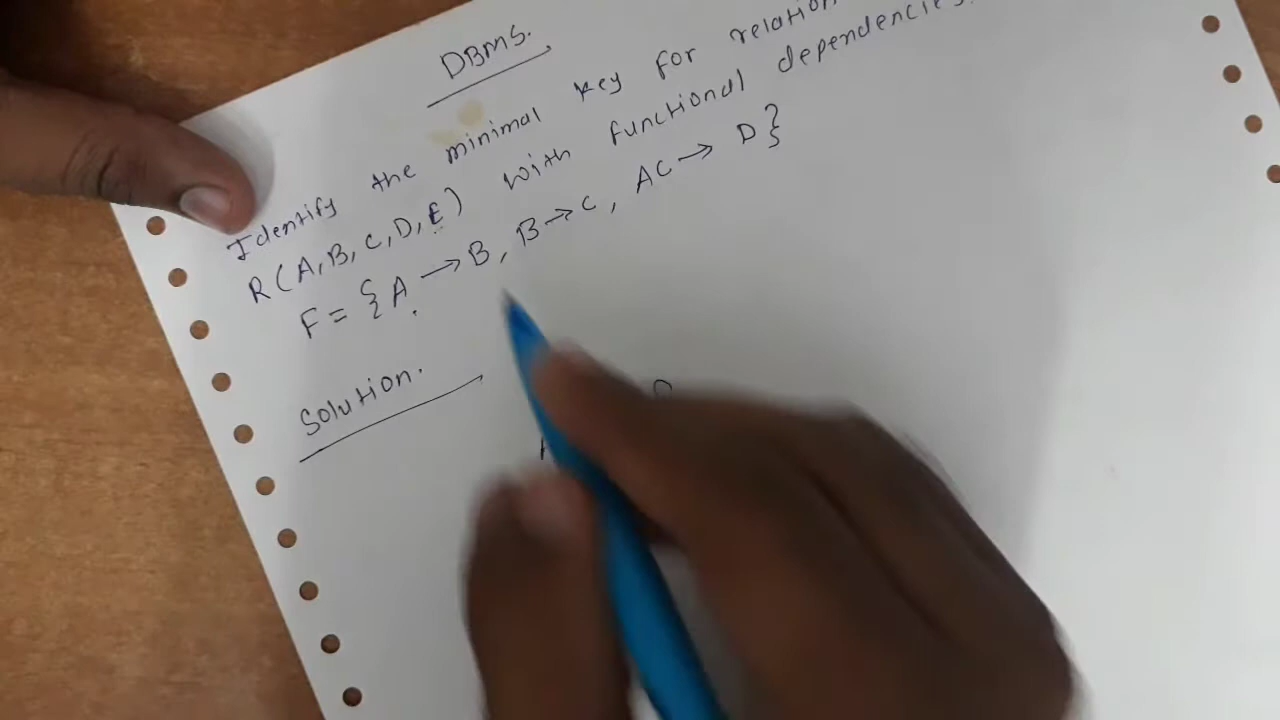 DBMS.
Identify the minimal key for relation
R(A,B,C,D,E) with functional dependencies.
F = {A → B, B → C, AC → D}
Solution.